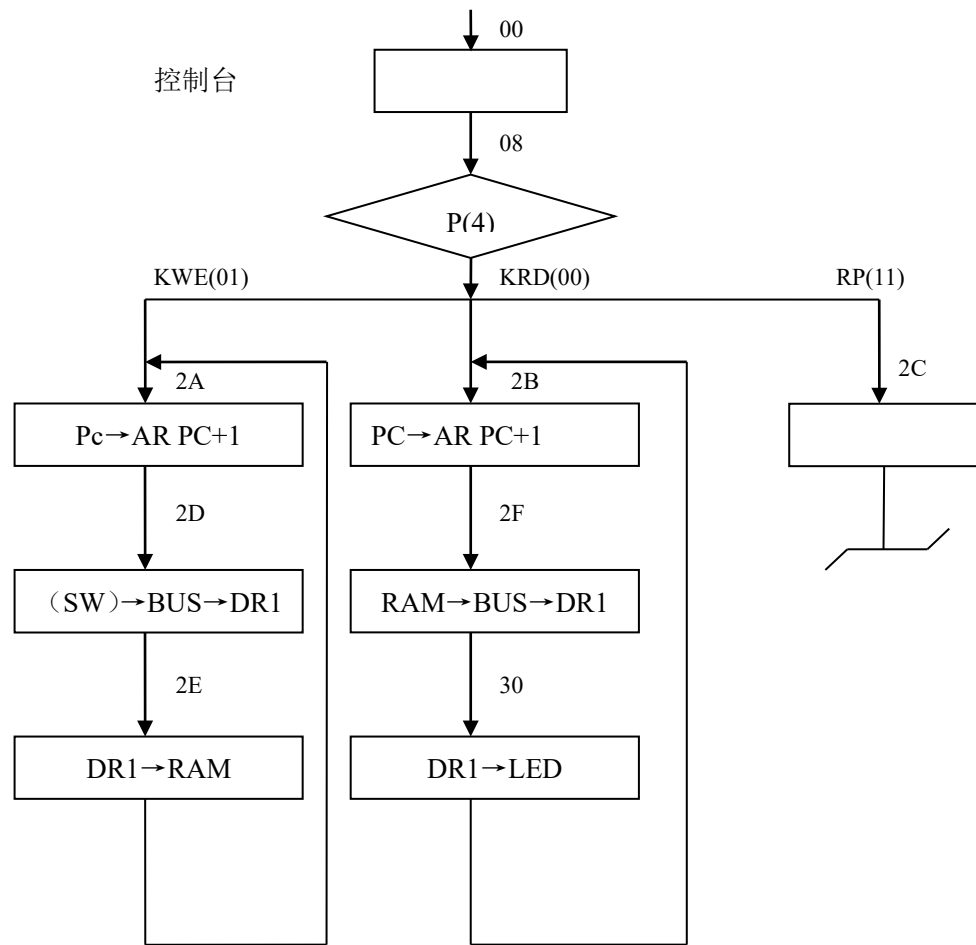 00
控制台
08
P(4)
KWE(01) KRD(00) RP(11)
2A 2B 2C
Pc→AR PC+1 PC→AR PC+1
2D 2F
（SW）→BUS→DR1 RAM→BUS→DR1
2E 30
DR1→RAM DR1→LED